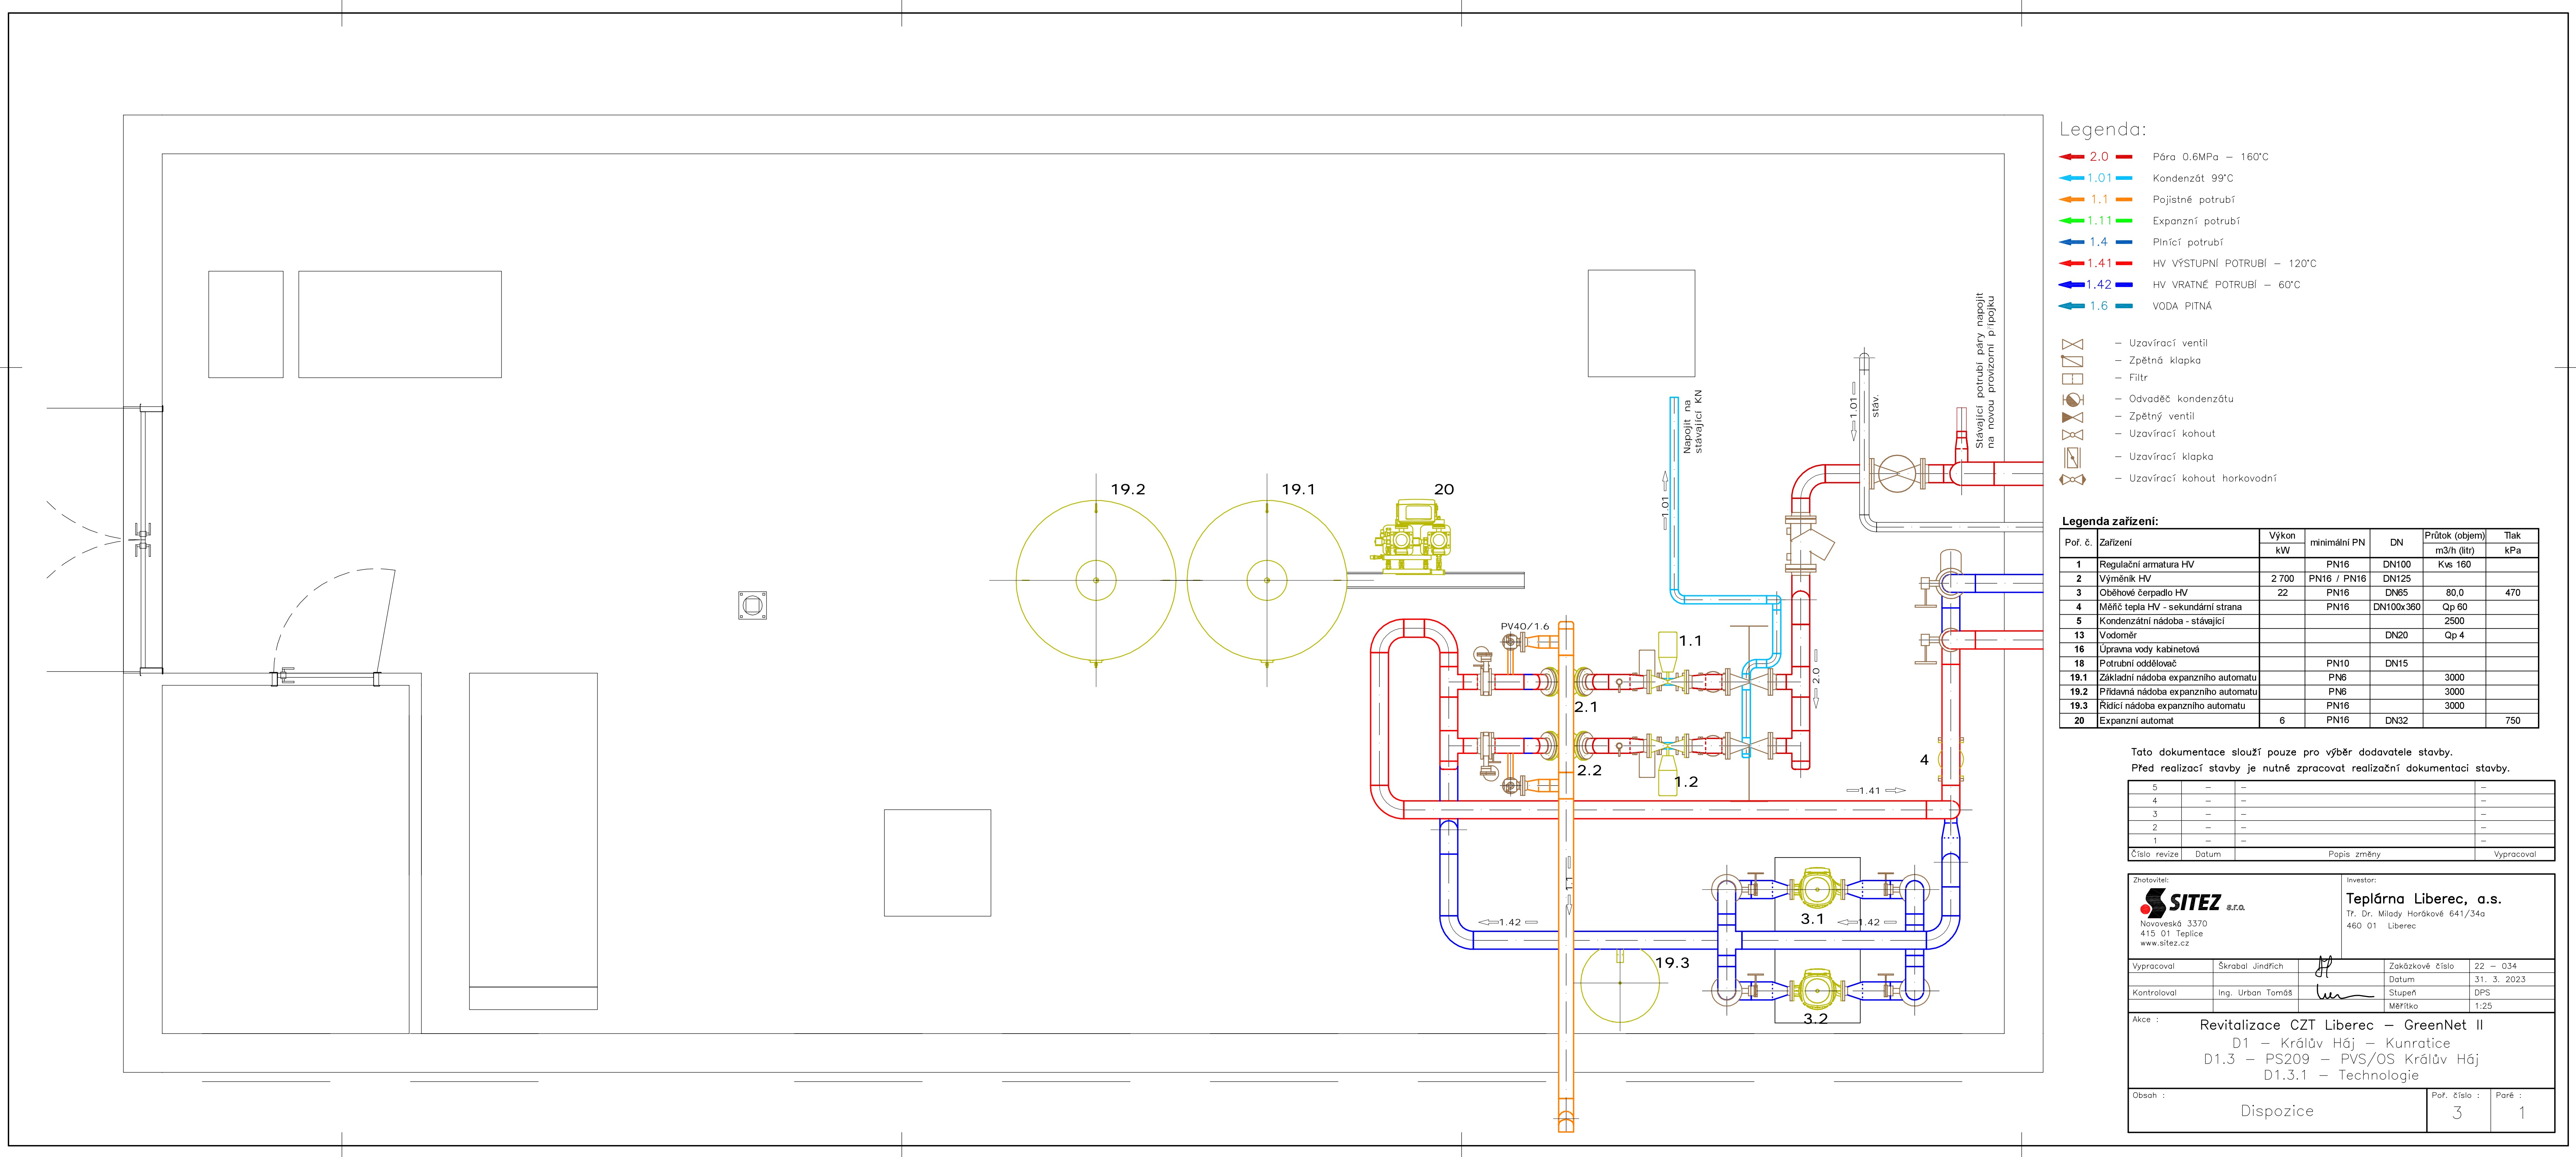 19.2
19.1
20
PV40/1.6
1.1
1.2
2.1
2.2
3.1
3.2
19.3
4
1.01
Napojit na
stávající KN
1.01
stáv.
Stávající potrubí páry napojit
na novou provizorní přípojku
2.0
1.41
1.1
1.42
1.42
Legenda:
2.0 Pára 0.6MPa – 160°C
1.01 Kondenzát 99°C
1.1 Pojistné potrubí
1.11 Expanzní potrubí
1.4 Plnící potrubí
1.41 HV VÝSTUPNÍ POTRUBÍ – 120°C
1.42 HV VRATNÉ POTRUBÍ – 60°C
1.6 VODA PITNÁ
– Uzavírací ventil
– Zpětná klapka
– Filtr
– Odvaděč kondenzátu
– Zpětný ventil
– Uzavírací kohout
– Uzavírací klapka
– Uzavírací kohout horkovodní
Legenda zařízení:
Poř. č. Zařízení Výkon kW minimální PN DN Průtok (objem) m3/h (litr) Tlak kPa
1 Regulační armatura HV PN16 DN100 Kvs 160
2 Výměník HV 2 700 PN16 / PN16 DN125
3 Oběhové čerpadlo HV 22 PN16 DN65 80,0 470
4 Měřič tepla HV - sekundární strana PN16 DN100x360 Qp 60
5 Kondenzátní nádoba - stávající 2500
13 Vodoměr DN20 Qp 4
16 Úpravna vody kabinetová
18 Potrubní oddělovač PN10 DN15
19.1 Základní nádoba expanzního automatu PN6 3000
19.2 Přídavná nádoba expanzního automatu PN6 3000
19.3 Řídící nádoba expanzního automatu PN16 3000
20 Expanzní automat 6 PN16 DN32 750
Tato dokumentace slouží pouze pro výběr dodavatele stavby.
Před realizací stavby je nutné zpracovat realizační dokumentaci stavby.
5 – – –
4 – – –
3 – – –
2 – – –
1 – – –
Číslo revize Datum Popis změny Vypracoval
Zhotovitel:
SITEZ s.r.o.
Novoveská 3370
415 01 Teplice
www.sitez.cz
Investor:
Teplárna Liberec, a.s.
Tř. Dr. Milady Horákové 641/34a
460 01 Liberec
Vypracoval Škrabal Jindřich Zakázkové číslo 22 – 034
Datum 31. 3. 2023
Kontroloval Ing. Urban Tomáš Stupeň DPS
Měřítko 1:25
Akce :
Revitalizace CZT Liberec – GreenNet II
D1 – Králův Háj – Kunratice
D1.3 – PS209 – PVS/OS Králův Háj
D1.3.1 – Technologie
Obsah :
Dispozice
Poř. číslo :
3
Paré :
1